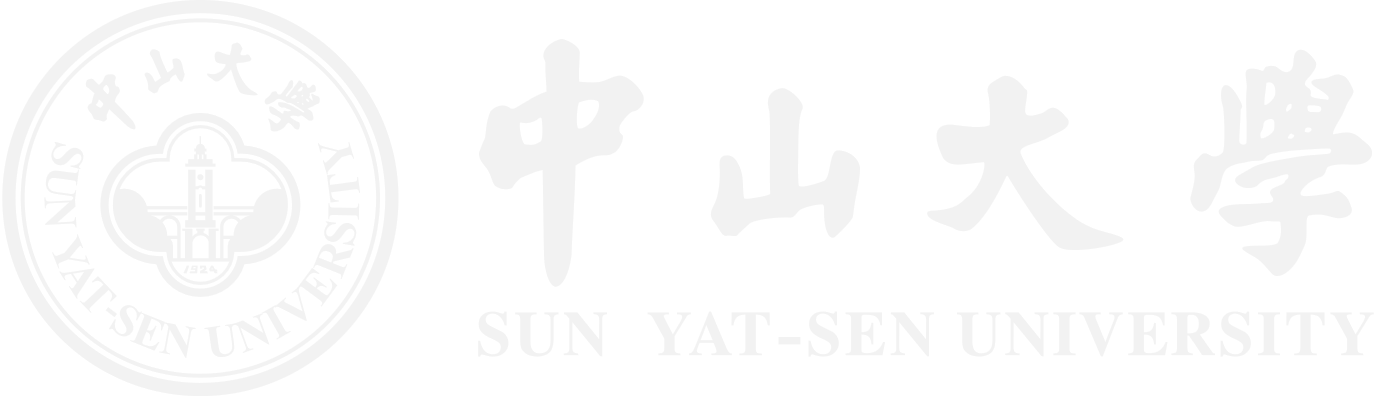 中山大學
SUN YAT-SEN UNIVERSITY
1924
中山大學
SUN YAT-SEN UNIVERSITY